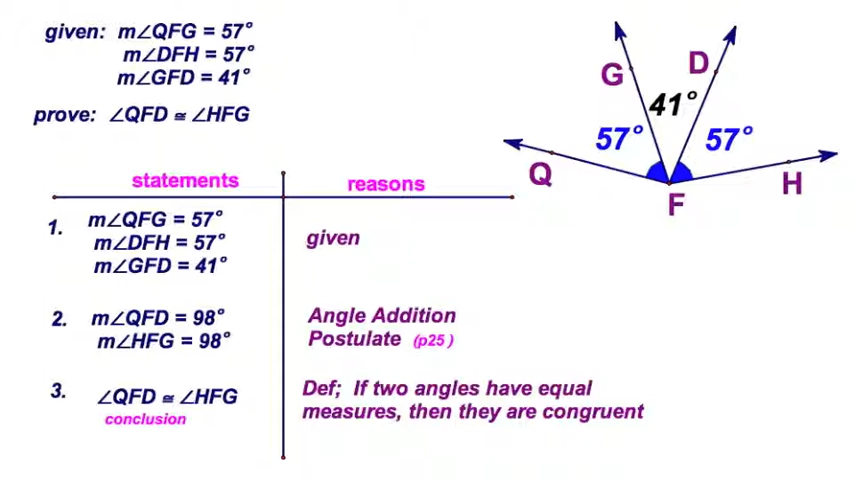 given: m∠QFG = 57°
m∠DFH = 57°
m∠GFD = 41°
prove: ∠QFD ≅ ∠HFG
G
D
41°
57°
57°
Q
H
F
statements
reasons
1. m∠QFG = 57°
m∠DFH = 57°
m∠GFD = 41°
given
2. m∠QFD = 98°
m∠HFG = 98°
Angle Addition
Postulate (p25 )
3. ∠QFD ≅ ∠HFG
conclusion
Def; If two angles have equal
measures, then they are congruent